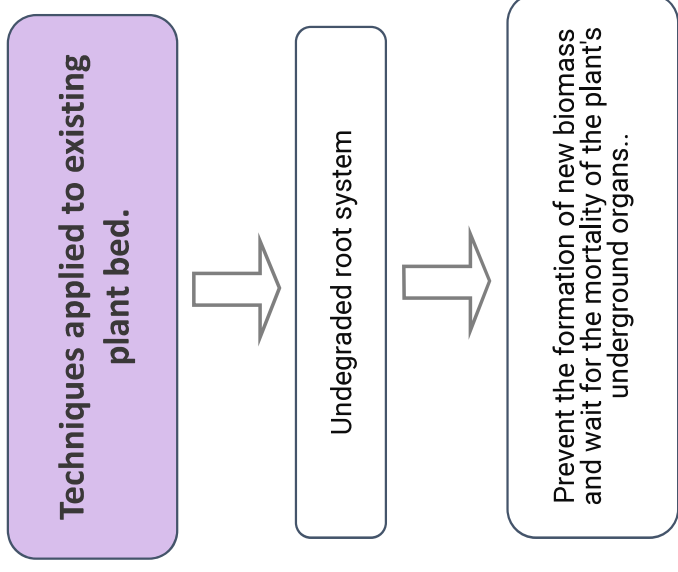 Techniques applied to existing
plant bed.
Undegraded root system
Prevent the formation of new biomass
and wait for the mortality of the plant's
underground organs..